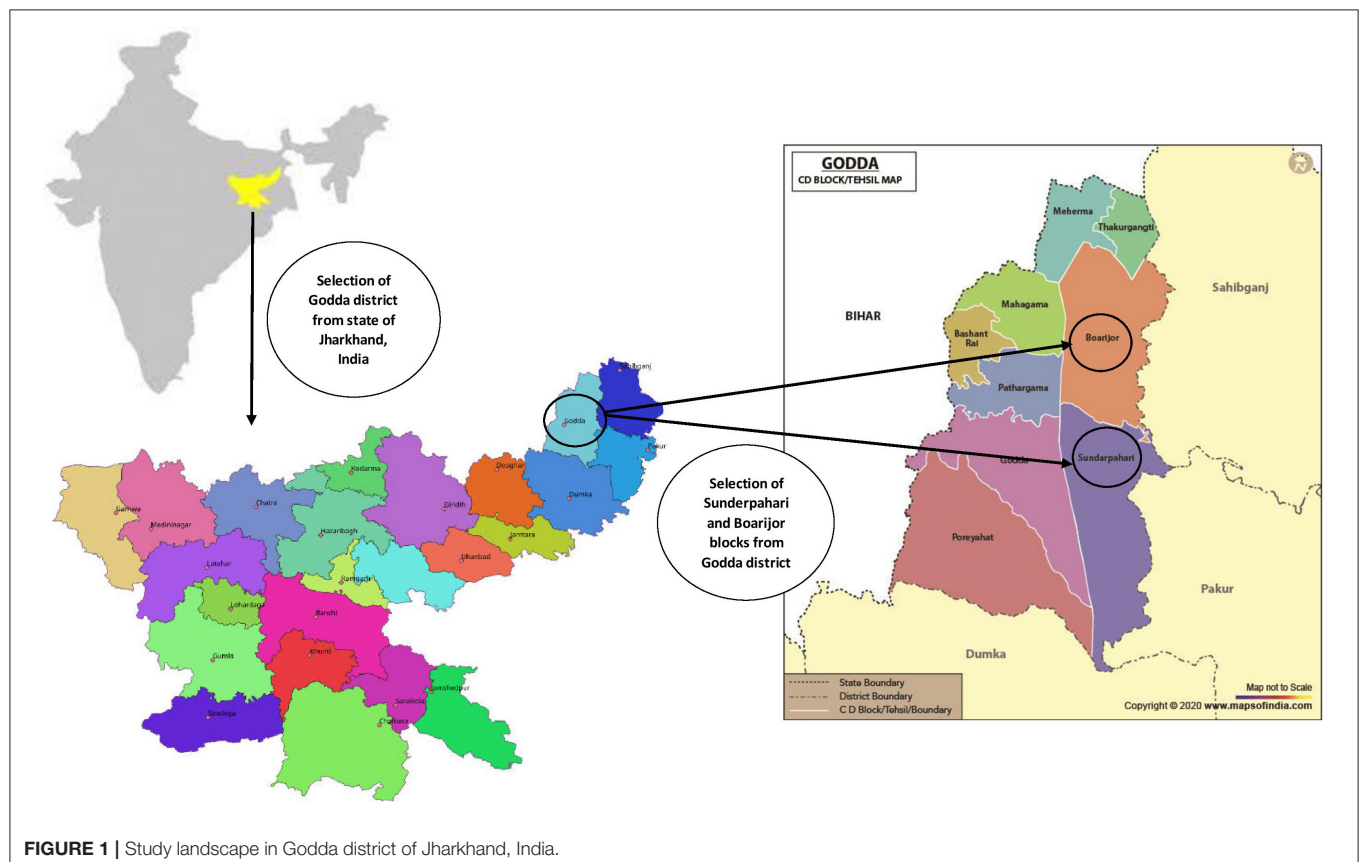 Selection of
Godda district
from state of
Jharkhand,
India
Sahibganj
Godda
Pakur
Deoghar
Dumka
Kodarma
Giridih
Jamtara
Garhwa
Medininagar
Chatra
Hazaribagh
Dhanbad
Latehar
Ramgarh
Lohardaga
Ranchi
Gumla
Khunti
Jamshedpur
Saraikela
Simdega
Chaibasa
Selection of
Sunderpahari
and Boarijor
blocks from
Godda district
GODDA
CD BLOCK/TEHSIL MAP
N
Meherma
Thakurgangti
Sahibganj
Mahagama
BIHAR
Bashant
Rai
Boarijor
Pathargama
Godda
Sundarpahari
Poreyahat
Pakur
Dumka
State Boundary
District Boundary
C D Block/Tehsil/Boundary
Map not to Scale
Copyright © 2020 www.mapsofindia.com
FIGURE 1 | Study landscape in Godda district of Jharkhand, India.